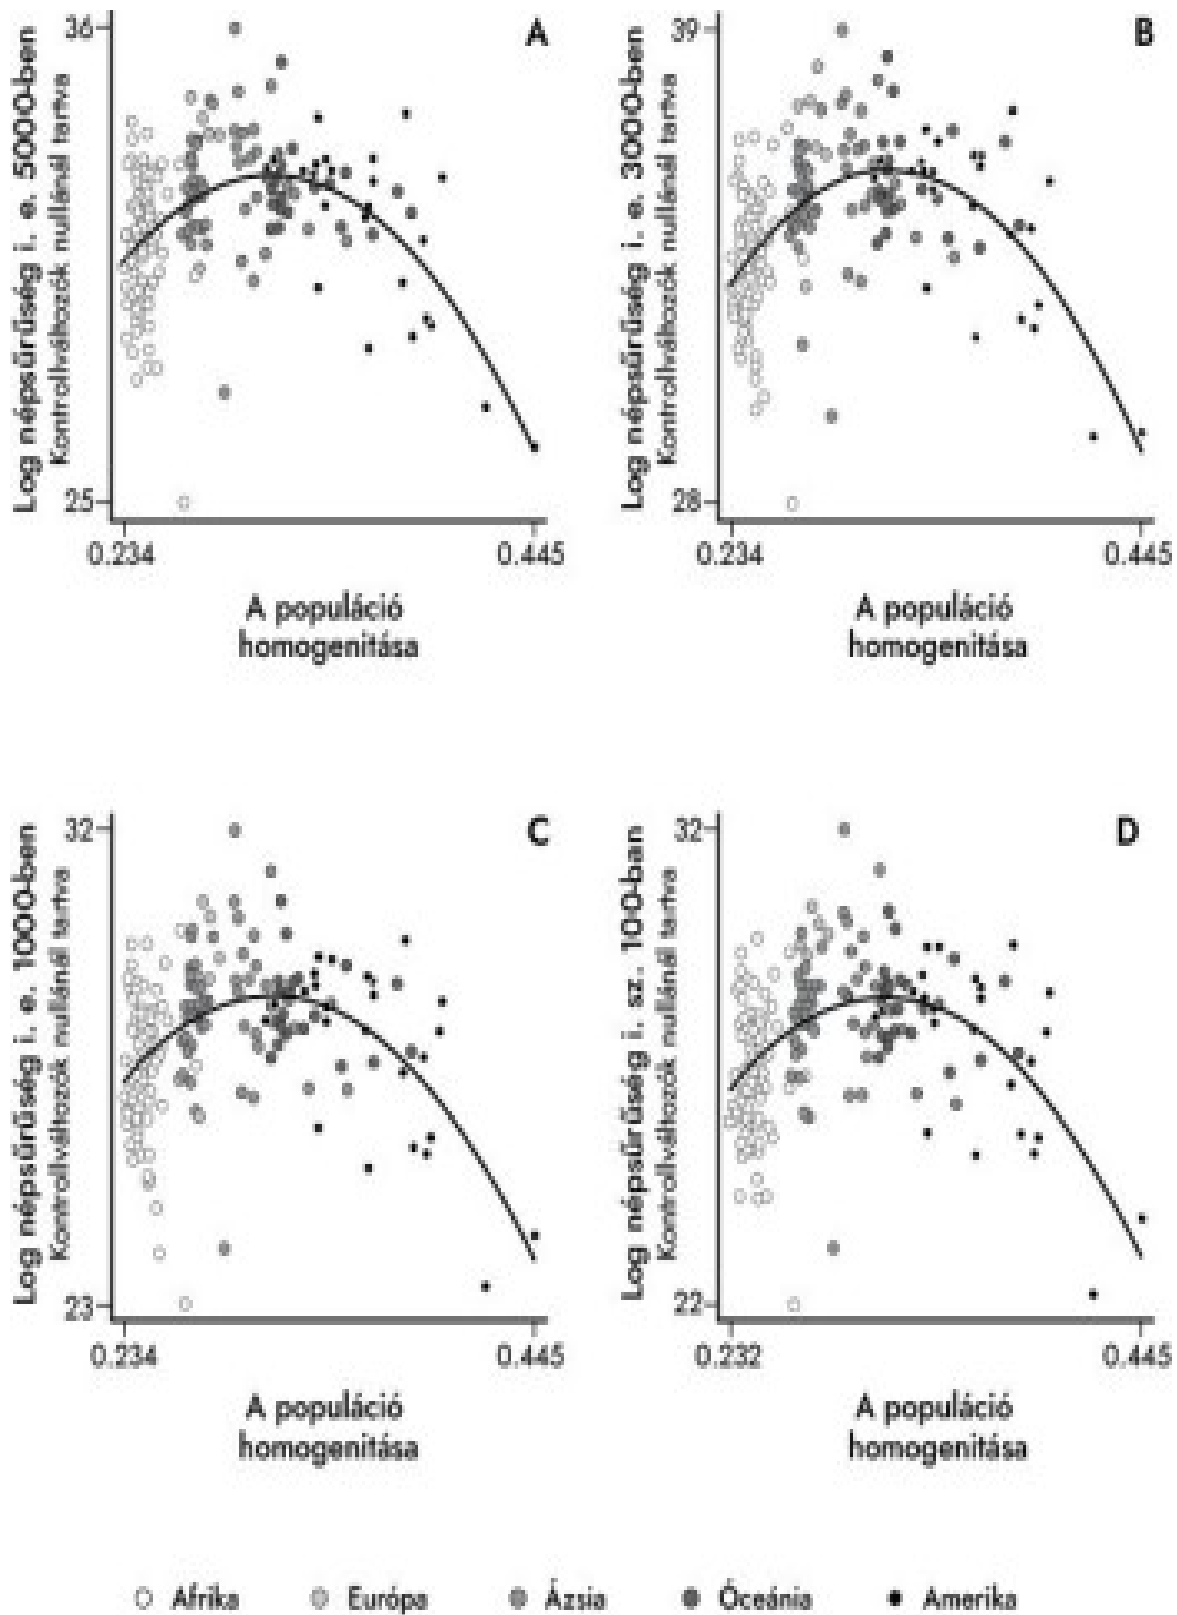 A
36
25
Log népsűrűség i. e. 5000-ben
Kontrollváltozók nullánál tartva
0.234
0.445
A populáció
homogenitása
B
39
28
Log népsűrűség i. e. 3000-ben
Kontrollváltozók nullánál tartva
0.234
0.445
A populáció
homogenitása
C
32
23
Log népsűrűség i. e. 1000-ben
Kontrollváltozók nullánál tartva
0.234
0.445
A populáció
homogenitása
D
32
22
Log népsűrűség i. sz. 100-ban
Kontrollváltozók nullánál tartva
0.232
0.445
A populáció
homogenitása
Afrika Európa Ázsia Óceánia Amerika